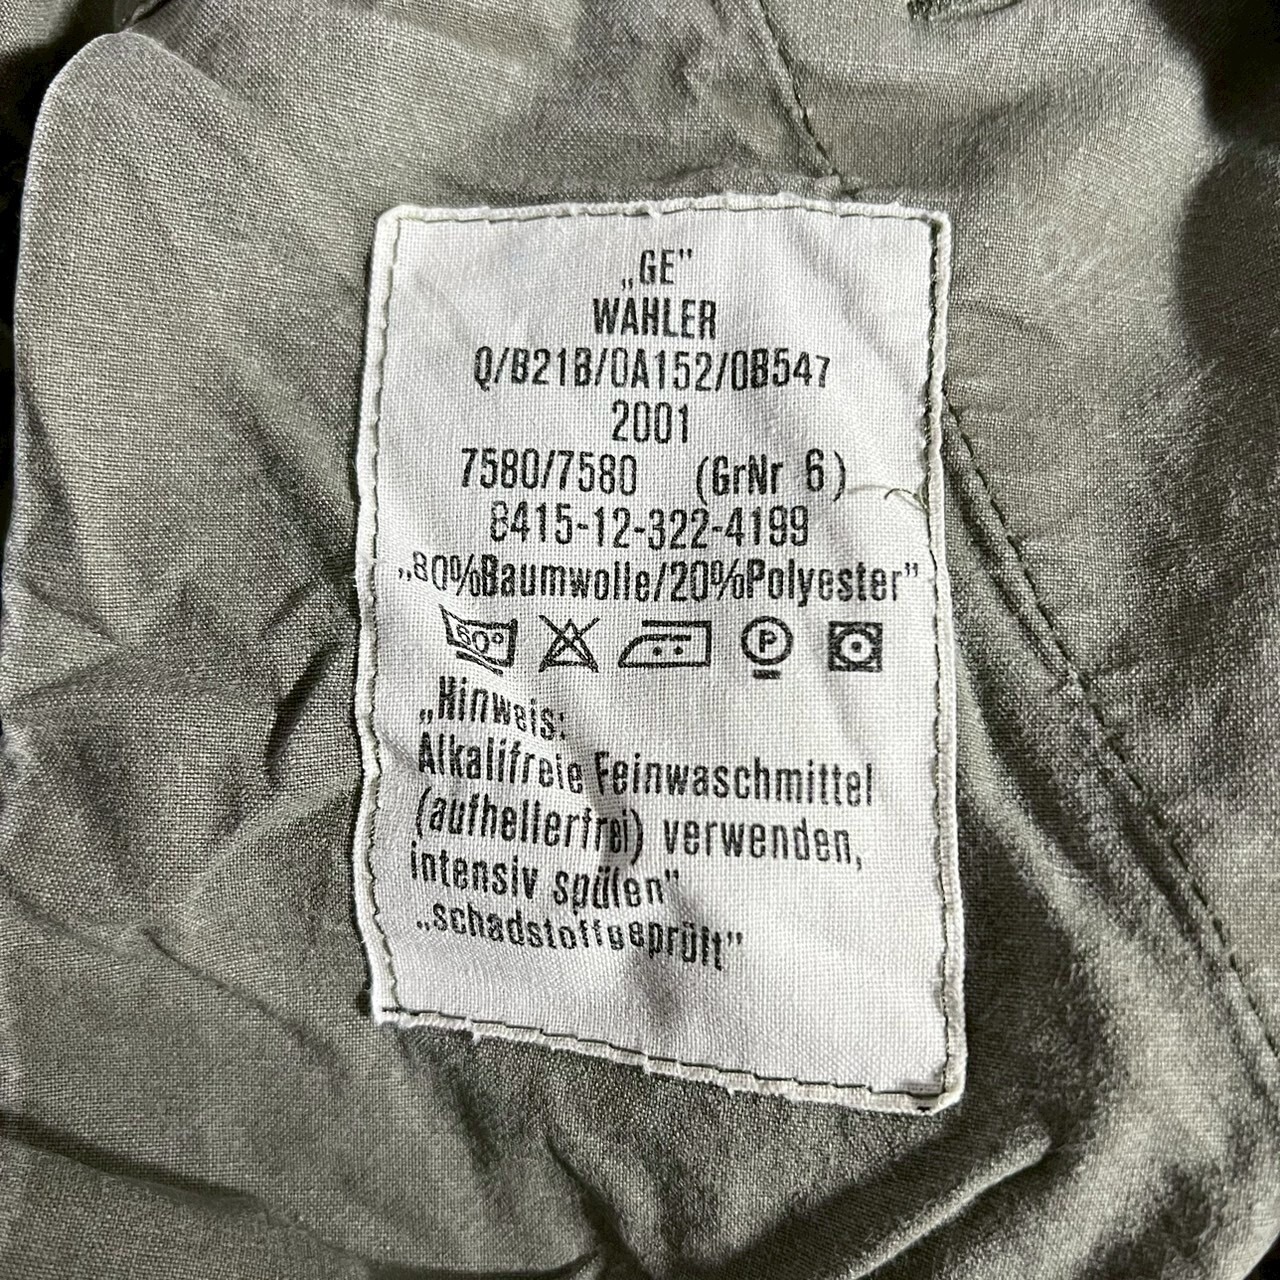 „GE”
WAHLER
Q/B21B/0A152/0B547
2001
7580/7580 (GrNr 6)
8415-12-322-4199
„80%Baumwolle/20%Polyester”
60° P
„Hinweis:
Alkalifreie Feinwaschmittel
(aufhellerfrei) verwenden,
intensiv spülen”
„schadstoffgeprüft”